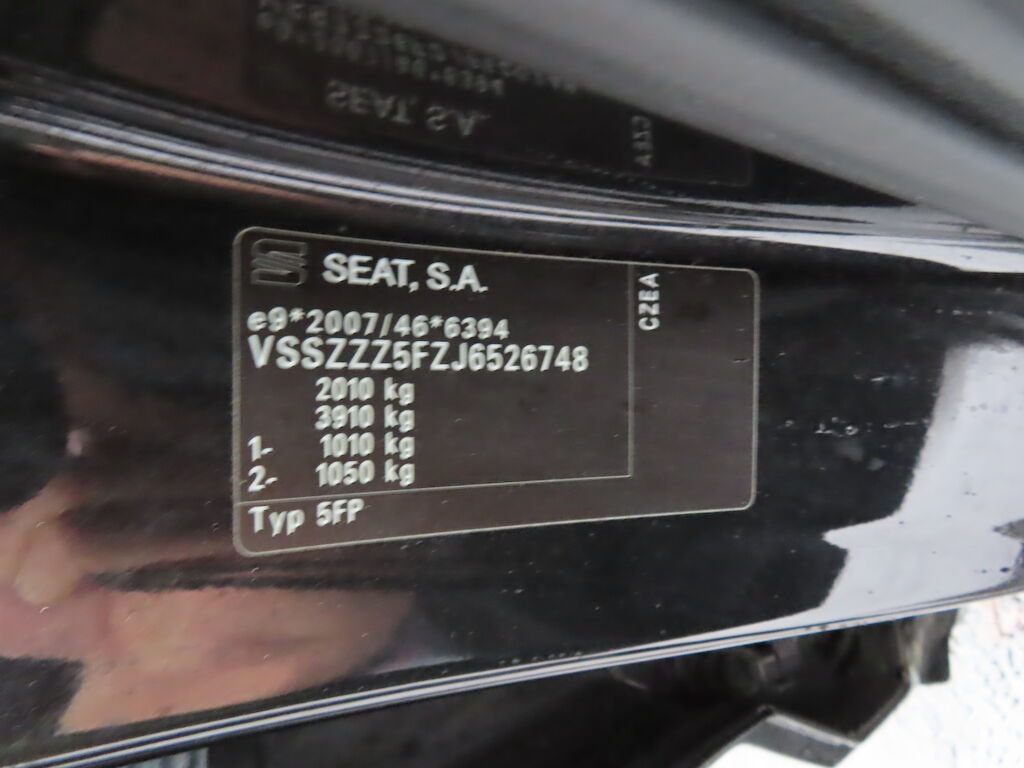 SEAT, S.A.
e9*2007/46*6394
VSSZZZ5FZJ6526748
2010 kg
3910 kg
1- 1010 kg
2- 1050 kg
Typ 5FP
CZEA